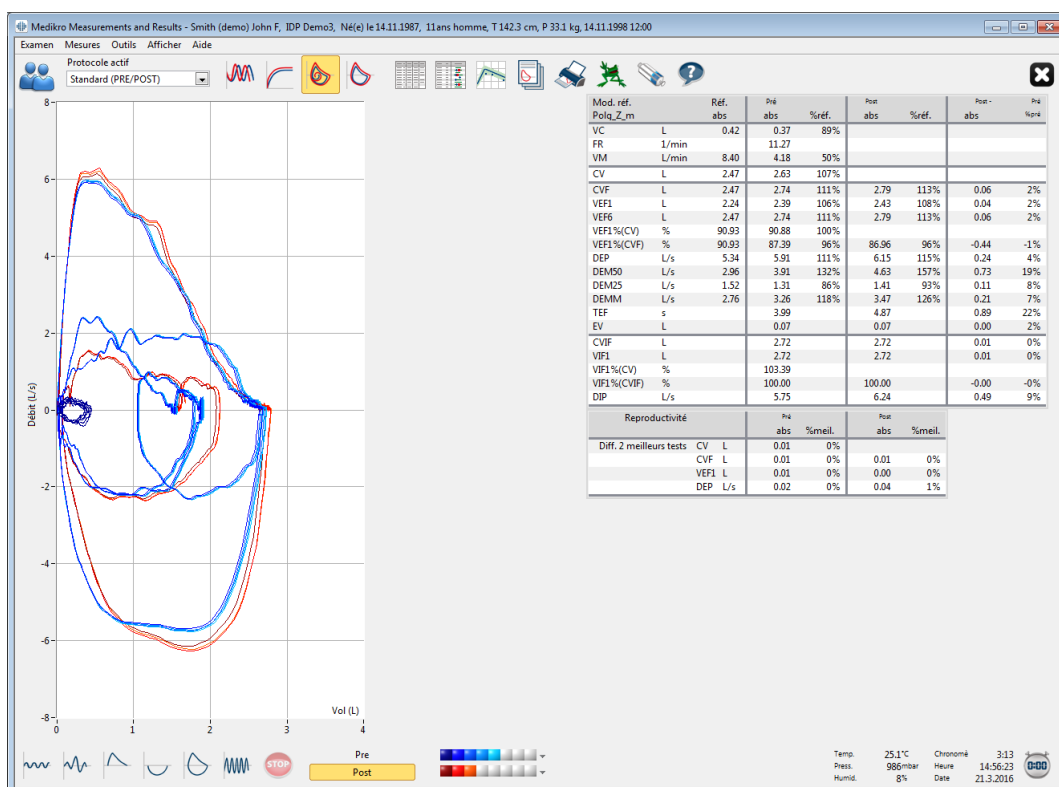 Medikro Measurements and Results - Smith (demo) John F, IDP Demo3, Né(e) le 14.11.1987, 11ans homme, T 142.3 cm, P 33.1 kg, 14.11.1998 12:00
Examen Mesures Outils Afficher Aide
Protocole actif
Standard (PRE/POST)
Débit (L/s)
8
6
4
2
0
-2
-4
-6
-8
Vol (L)
0 1 2 3 4
Mod. réf. Réf. Pré Post Post - Pré
Polg_Z_m abs abs %réf. abs %réf. abs %pré
VC L 0.42 0.37 89%
FR 1/min 11.27
VM L/min 8.40 4.18 50%
CV L 2.47 2.63 107%
CVF L 2.47 2.74 111% 2.79 113% 0.06 2%
VEF1 L 2.24 2.39 106% 2.43 108% 0.04 2%
VEF6 L 2.47 2.74 111% 2.79 113% 0.06 2%
VEF1%(CV) % 90.93 90.88 100%
VEF1%(CVF) % 90.93 87.39 96% 86.96 96% -0.44 -1%
DEP L/s 5.34 5.91 111% 6.15 115% 0.24 4%
DEM50 L/s 2.96 3.91 132% 4.63 157% 0.73 19%
DEM25 L/s 1.52 1.31 86% 1.41 93% 0.11 8%
DEMM L/s 2.76 3.26 118% 3.47 126% 0.21 7%
TEF s 3.99 4.87 0.89 22%
EV L 0.07 0.07 0.00 2%
CVIF L 2.72 2.72 0.01 0%
VIF1 L 2.72 2.72 0.01 0%
VIF1%(CV) % 103.39
VIF1%(CVIF) % 100.00 100.00 -0.00 -0%
DIP L/s 5.75 6.24 0.49 9%
Reproductivité Pré Post
abs %meil. abs %meil.
Diff. 2 meilleurs tests CV L 0.01 0%
CVF L 0.01 0% 0.01 0%
VEF1 L 0.01 0% 0.00 0%
DEP L/s 0.02 0% 0.04 1%
STOP
Pre
Post
Temp. 25.1°C Chronomè 3:13
Press. 986mbar Heure 14:56:23
Humid. 8% Date 21.3.2016
0:00